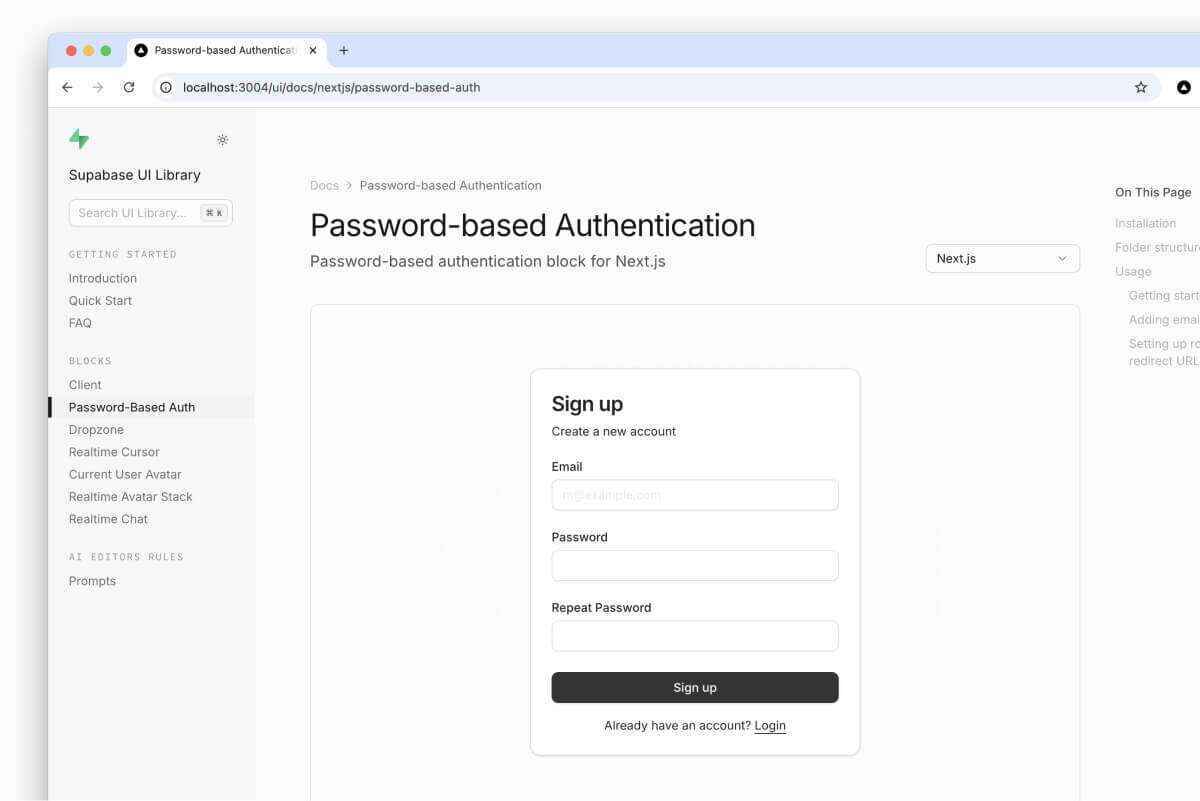 Password-based Authenticat
localhost:3004/ui/docs/nextjs/password-based-auth
Supabase UI Library
Search UI Library... ⌘ K
GETTING STARTED
Introduction
Quick Start
FAQ
BLOCKS
Client
Password-Based Auth
Dropzone
Realtime Cursor
Current User Avatar
Realtime Avatar Stack
Realtime Chat
AI EDITORS RULES
Prompts
Docs > Password-based Authentication
Password-based Authentication
Password-based authentication block for Next.js
Next.js
Sign up
Create a new account
Email
m@example.com
Password
Repeat Password
Sign up
Already have an account? Login
On This Page
Installation
Folder structur
Usage
Getting start
Adding emai
Setting up ro
redirect URL